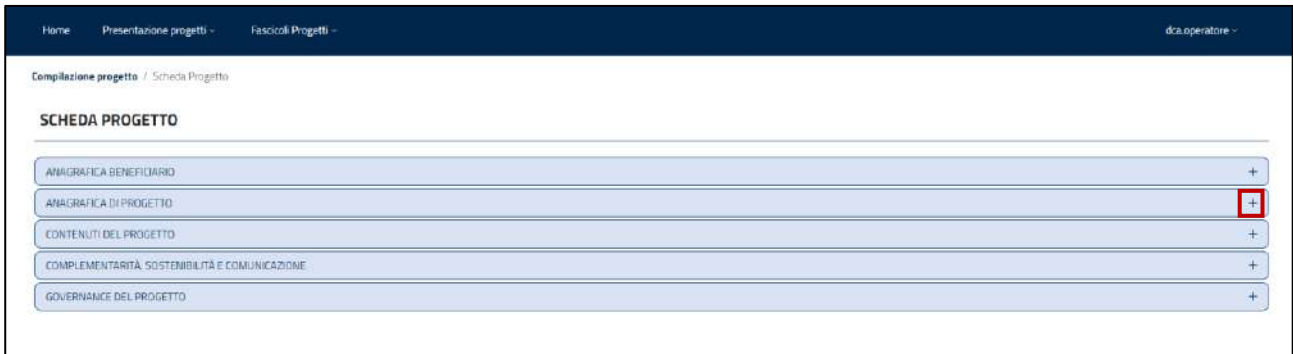 Home Presentazione progetti Fascicoli Progetti dca.operatore
Compilazione progetto / Scheda Progetto
SCHEDA PROGETTO
ANAGRAFICA BENEFICIARIO +
ANAGRAFICA DI PROGETTO +
CONTENUTI DEL PROGETTO +
COMPLEMENTARITÀ, SOSTENIBILITÀ E COMUNICAZIONE +
GOVERNANCE DEL PROGETTO +